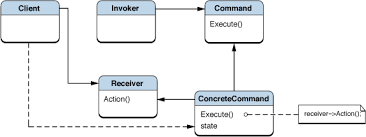 Client
Invoker
Command
Execute()
Receiver
Action()
ConcreteCommand
Execute()
state
receiver->Action();